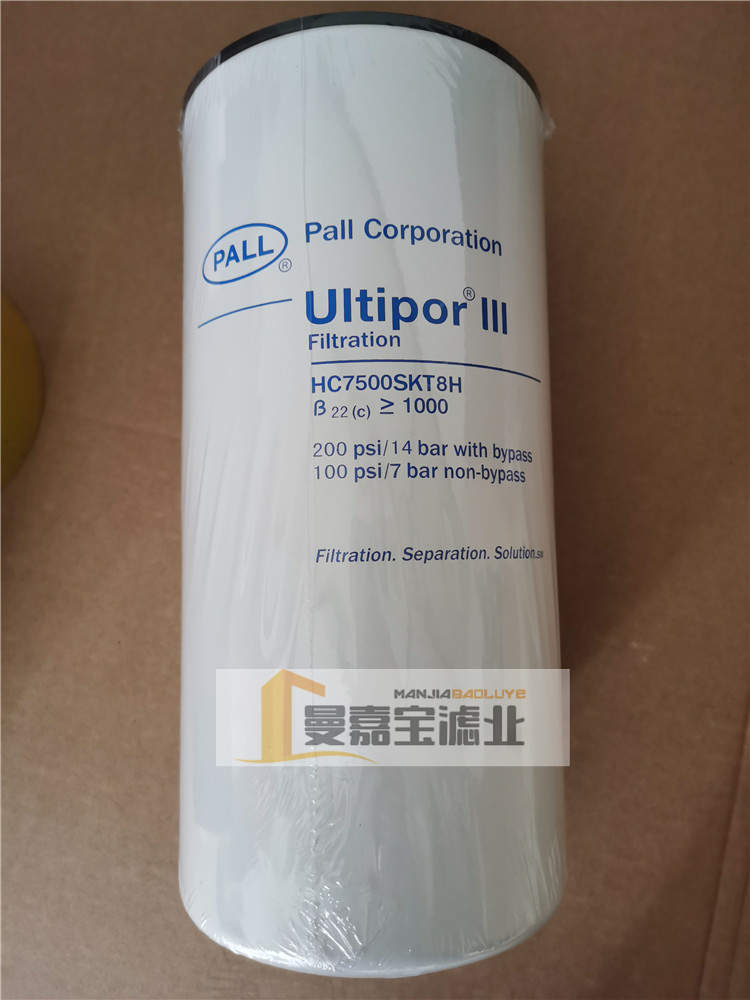 PALL
®
Pall Corporation
Ultipor® III
Filtration
HC7500SKT8H
ß 22 (c) ≥ 1000
200 psi/14 bar with bypass
100 psi/7 bar non-bypass
Filtration. Separation. Solution.SM
MANJIABAOLUYE
曼嘉宝滤业